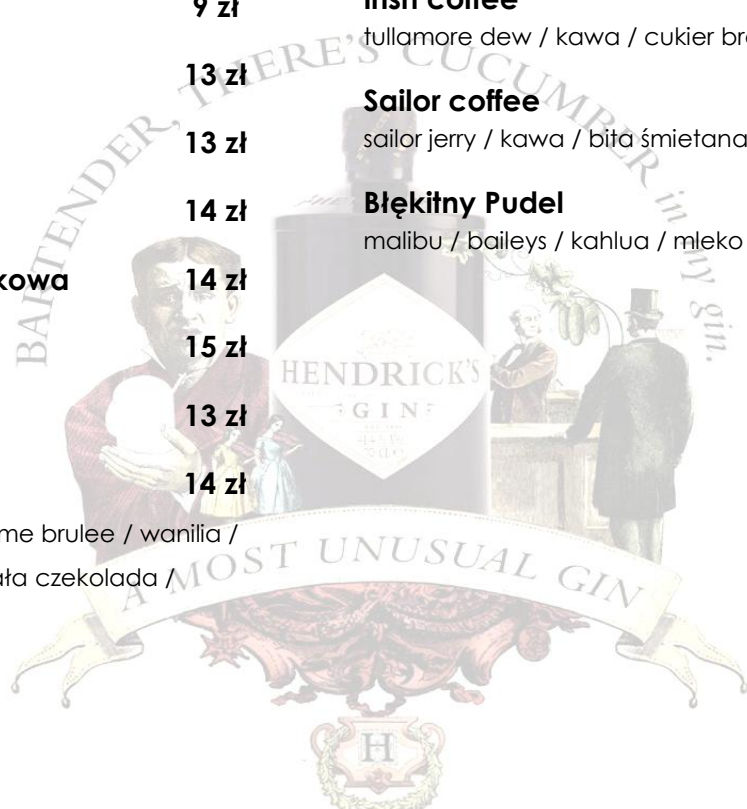 9 zł
13 zł
13 zł
14 zł
kowa 14 zł
15 zł
13 zł
14 zł
me brulee / wanilia /
ała czekolada /
Irish coffee
tullamore dew / kawa / cukier br
Sailor coffee
sailor jerry / kawa / bita śmietana
Błękitny Pudel
malibu / baileys / kahlua / mleko
BARTENDER, THERE'S CUCUMBER in my gin.
HENDRICK'S
GIN
A MOST UNUSUAL GIN
H